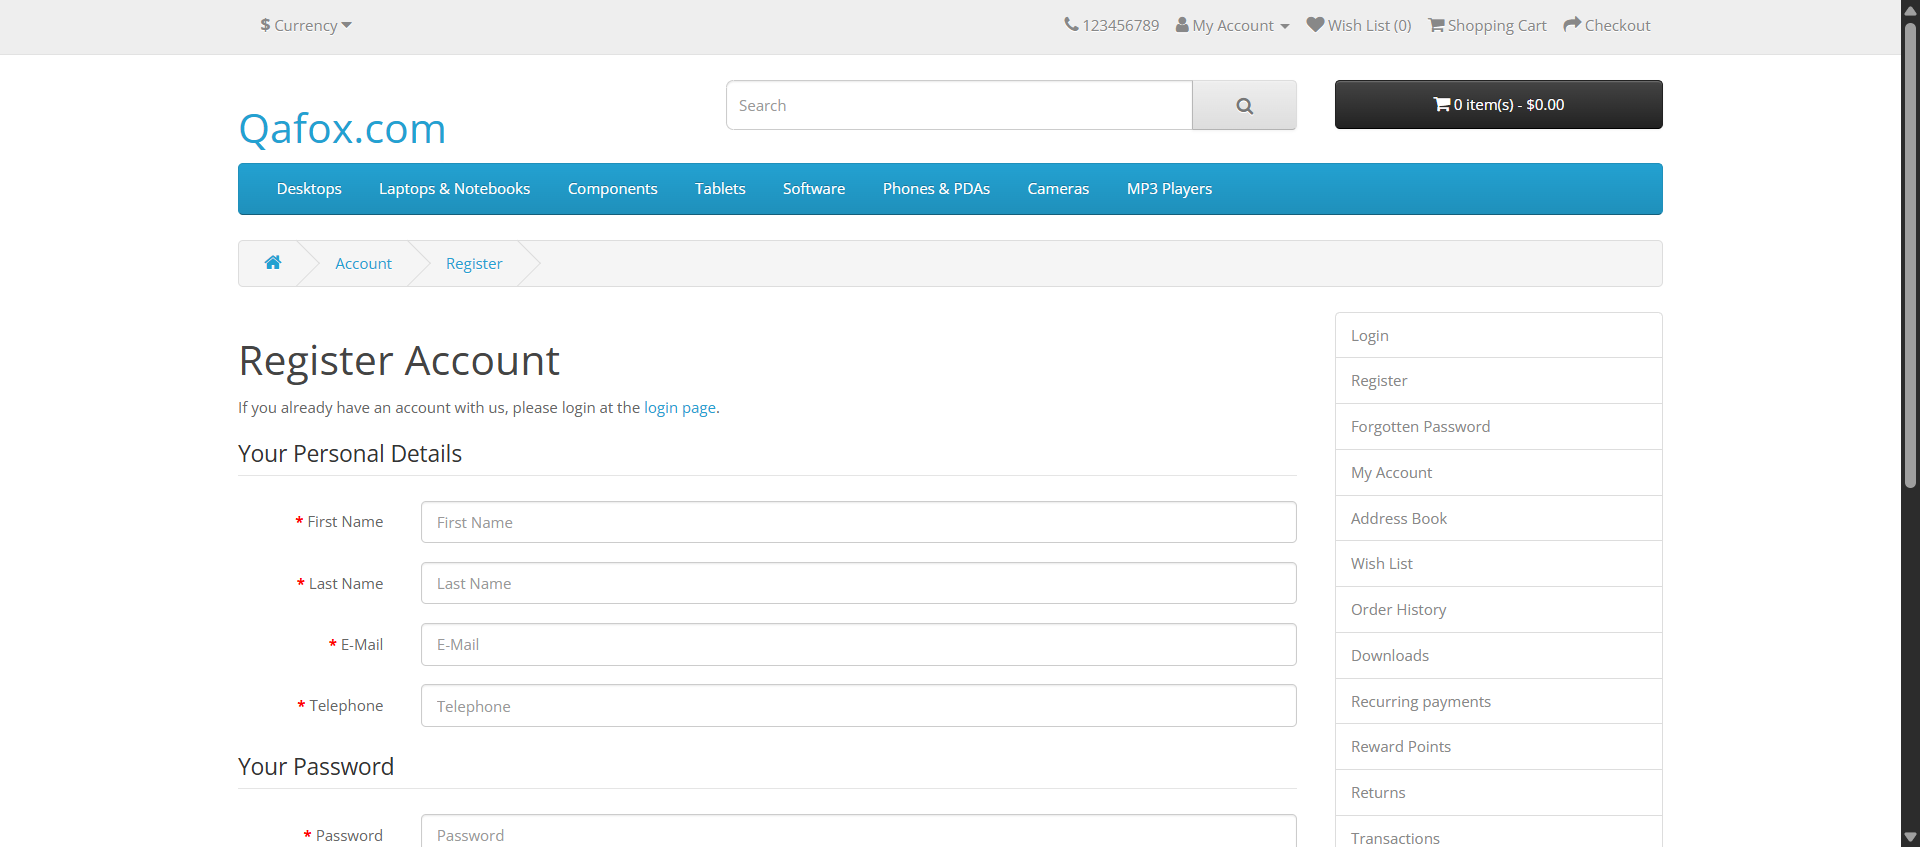 $ Currency
123456789 My Account Wish List (0) Shopping Cart Checkout
Qafox.com
Search
0 item(s) - $0.00
Desktops Laptops & Notebooks Components Tablets Software Phones & PDAs Cameras MP3 Players
Account Register
Register Account
If you already have an account with us, please login at the login page.
Your Personal Details
* First Name First Name
* Last Name Last Name
* E-Mail E-Mail
* Telephone Telephone
Your Password
* Password Password
Login
Register
Forgotten Password
My Account
Address Book
Wish List
Order History
Downloads
Recurring payments
Reward Points
Returns
Transactions